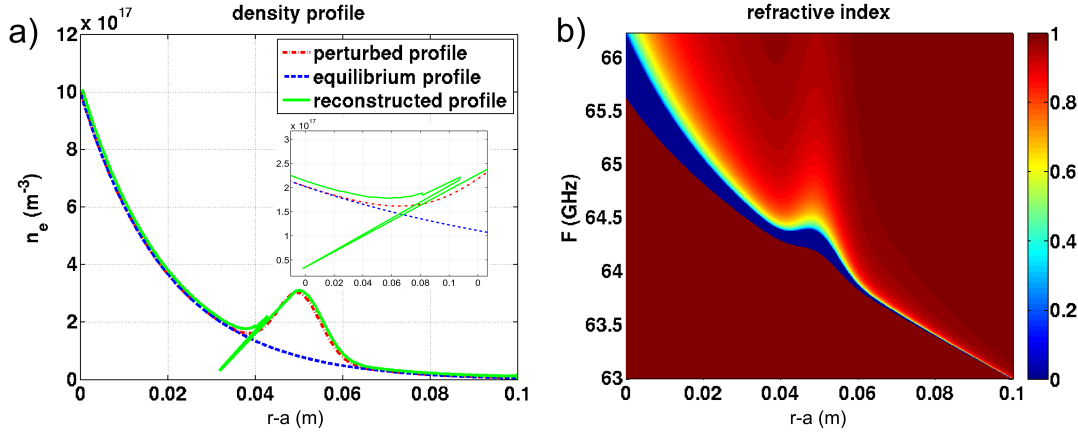 a)
density profile
x 10^17
12
10
8
6
4
2
0
n_e (m^-3)
perturbed profile
equilibrium profile
reconstructed profile
x 10^17
3
2.5
2
1.5
1
0.5
0 0.02 0.04 0.06 0.08 0.1 0
0 0.02 0.04 0.06 0.08 0.1
r-a (m)
b)
refractive index
66
65.5
65
64.5
64
63.5
63
F (GHz)
0 0.02 0.04 0.06 0.08 0.1
r-a (m)
1
0.8
0.6
0.4
0.2
0